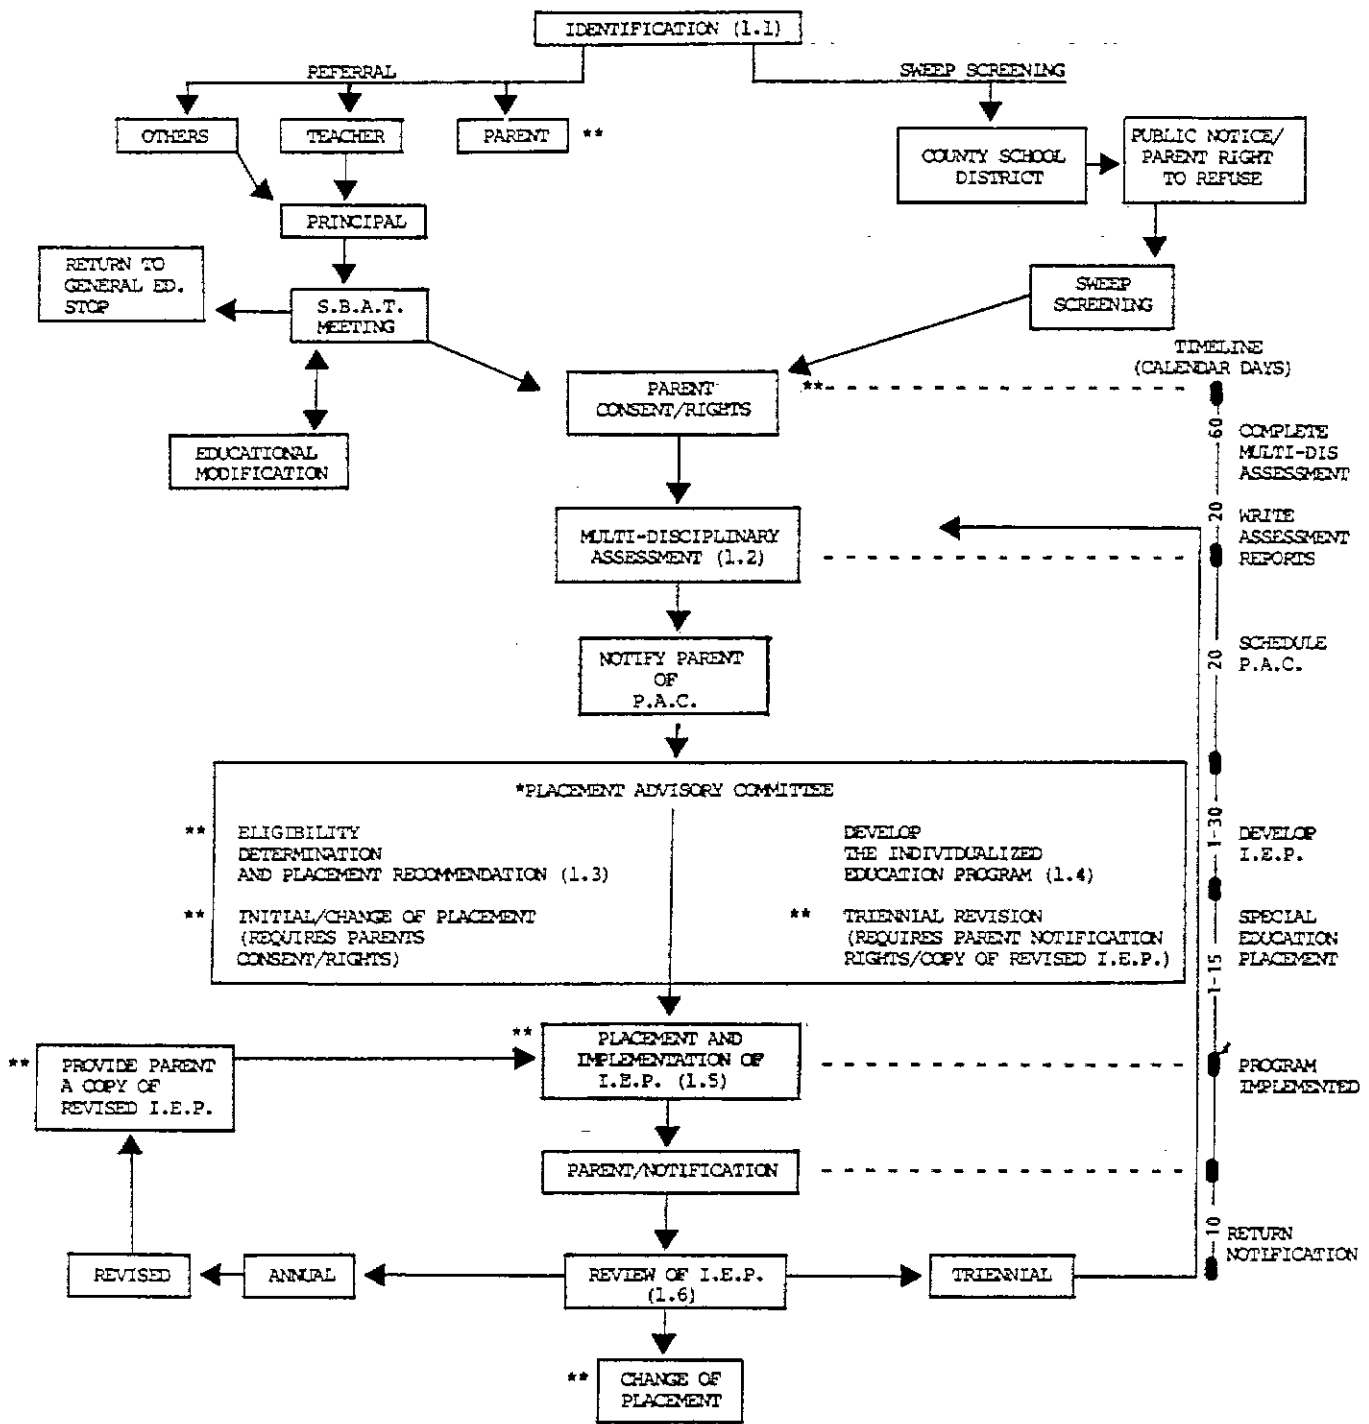 IDENTIFICATION (1.1)
REFERRAL
SWEEP SCREENING
OTHERS
TEACHER
PARENT **
COUNTY SCHOOL
DISTRICT
PUBLIC NOTICE/
PARENT RIGHT
TO REFUSE
PRINCIPAL
RETURN TO
GENERAL ED.
STOP
S.B.A.T.
MEETING
SWEEP
SCREENING
TIMELINE
(CALENDAR DAYS)
PARENT
CONSENT/RIGHTS
**
EDUCATIONAL
MODIFICATION
60
COMPLETE
MULTI-DIS
ASSESSMENT
MULTI-DISCIPLINARY
ASSESSMENT (1.2)
20
WRITE
ASSESSMENT
REPORTS
NOTIFY PARENT
OF
P.A.C.
20
SCHEDULE
P.A.C.
*PLACEMENT ADVISORY COMMITTEE
** ELIGIBILITY
DETERMINATION
AND PLACEMENT RECOMMENDATION (1.3)
DEVELOP
THE INDIVIDUALIZED
EDUCATION PROGRAM (1.4)
** INITIAL/CHANGE OF PLACEMENT
(REQUIRES PARENTS
CONSENT/RIGHTS)
** TRIENNIAL REVISION
(REQUIRES PARENT NOTIFICATION
RIGHTS/COPY OF REVISED I.E.P.)
1-30
DEVELOP
I.E.P.
1-15
SPECIAL
EDUCATION
PLACEMENT
** PROVIDE PARENT
A COPY OF
REVISED I.E.P.
** PLACEMENT AND
IMPLEMENTATION OF
I.E.P. (1.5)
PROGRAM
IMPLEMENTED
PARENT/NOTIFICATION
10
RETURN
NOTIFICATION
REVISED
ANNUAL
REVIEW OF I.E.P.
(1.6)
TRIENNIAL
** CHANGE OF
PLACEMENT